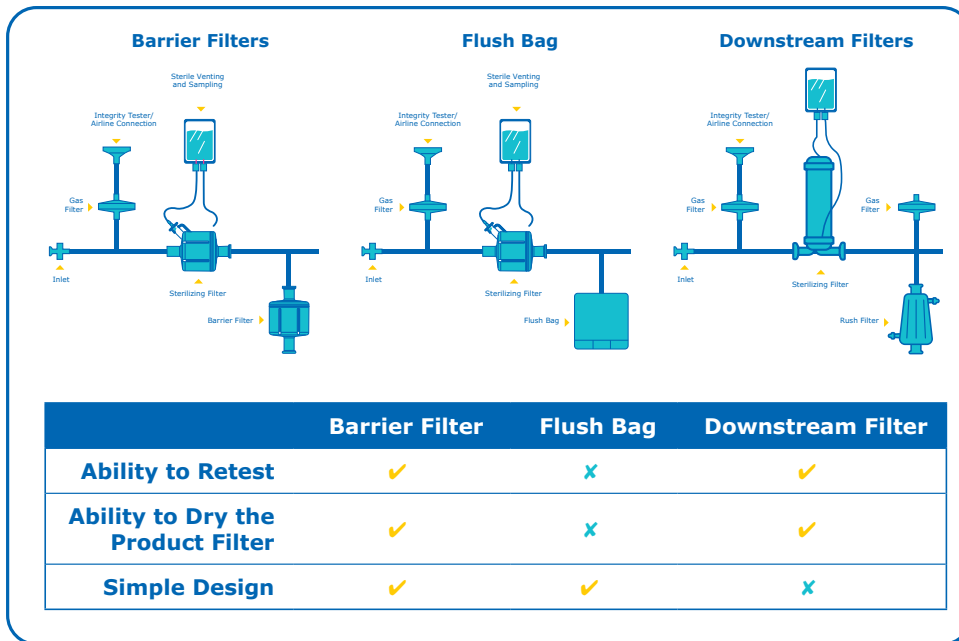 Barrier Filters
Sterile Venting
and Sampling
Integrity Tester/
Airline Connection
Gas
Filter
Inlet
Sterilizing Filter
Barrier Filter
Flush Bag
Sterile Venting
and Sampling
Integrity Tester/
Airline Connection
Gas
Filter
Inlet
Sterilizing Filter
Flush Bag
Downstream Filters
Integrity Tester/
Airline Connection
Gas
Filter
Gas
Filter
Inlet
Sterilizing Filter
Rush Filter
Barrier Filter Flush Bag Downstream Filter
Ability to Retest ✔ ✘ ✔
Ability to Dry the
Product Filter ✔ ✘ ✔
Simple Design ✔ ✔ ✘